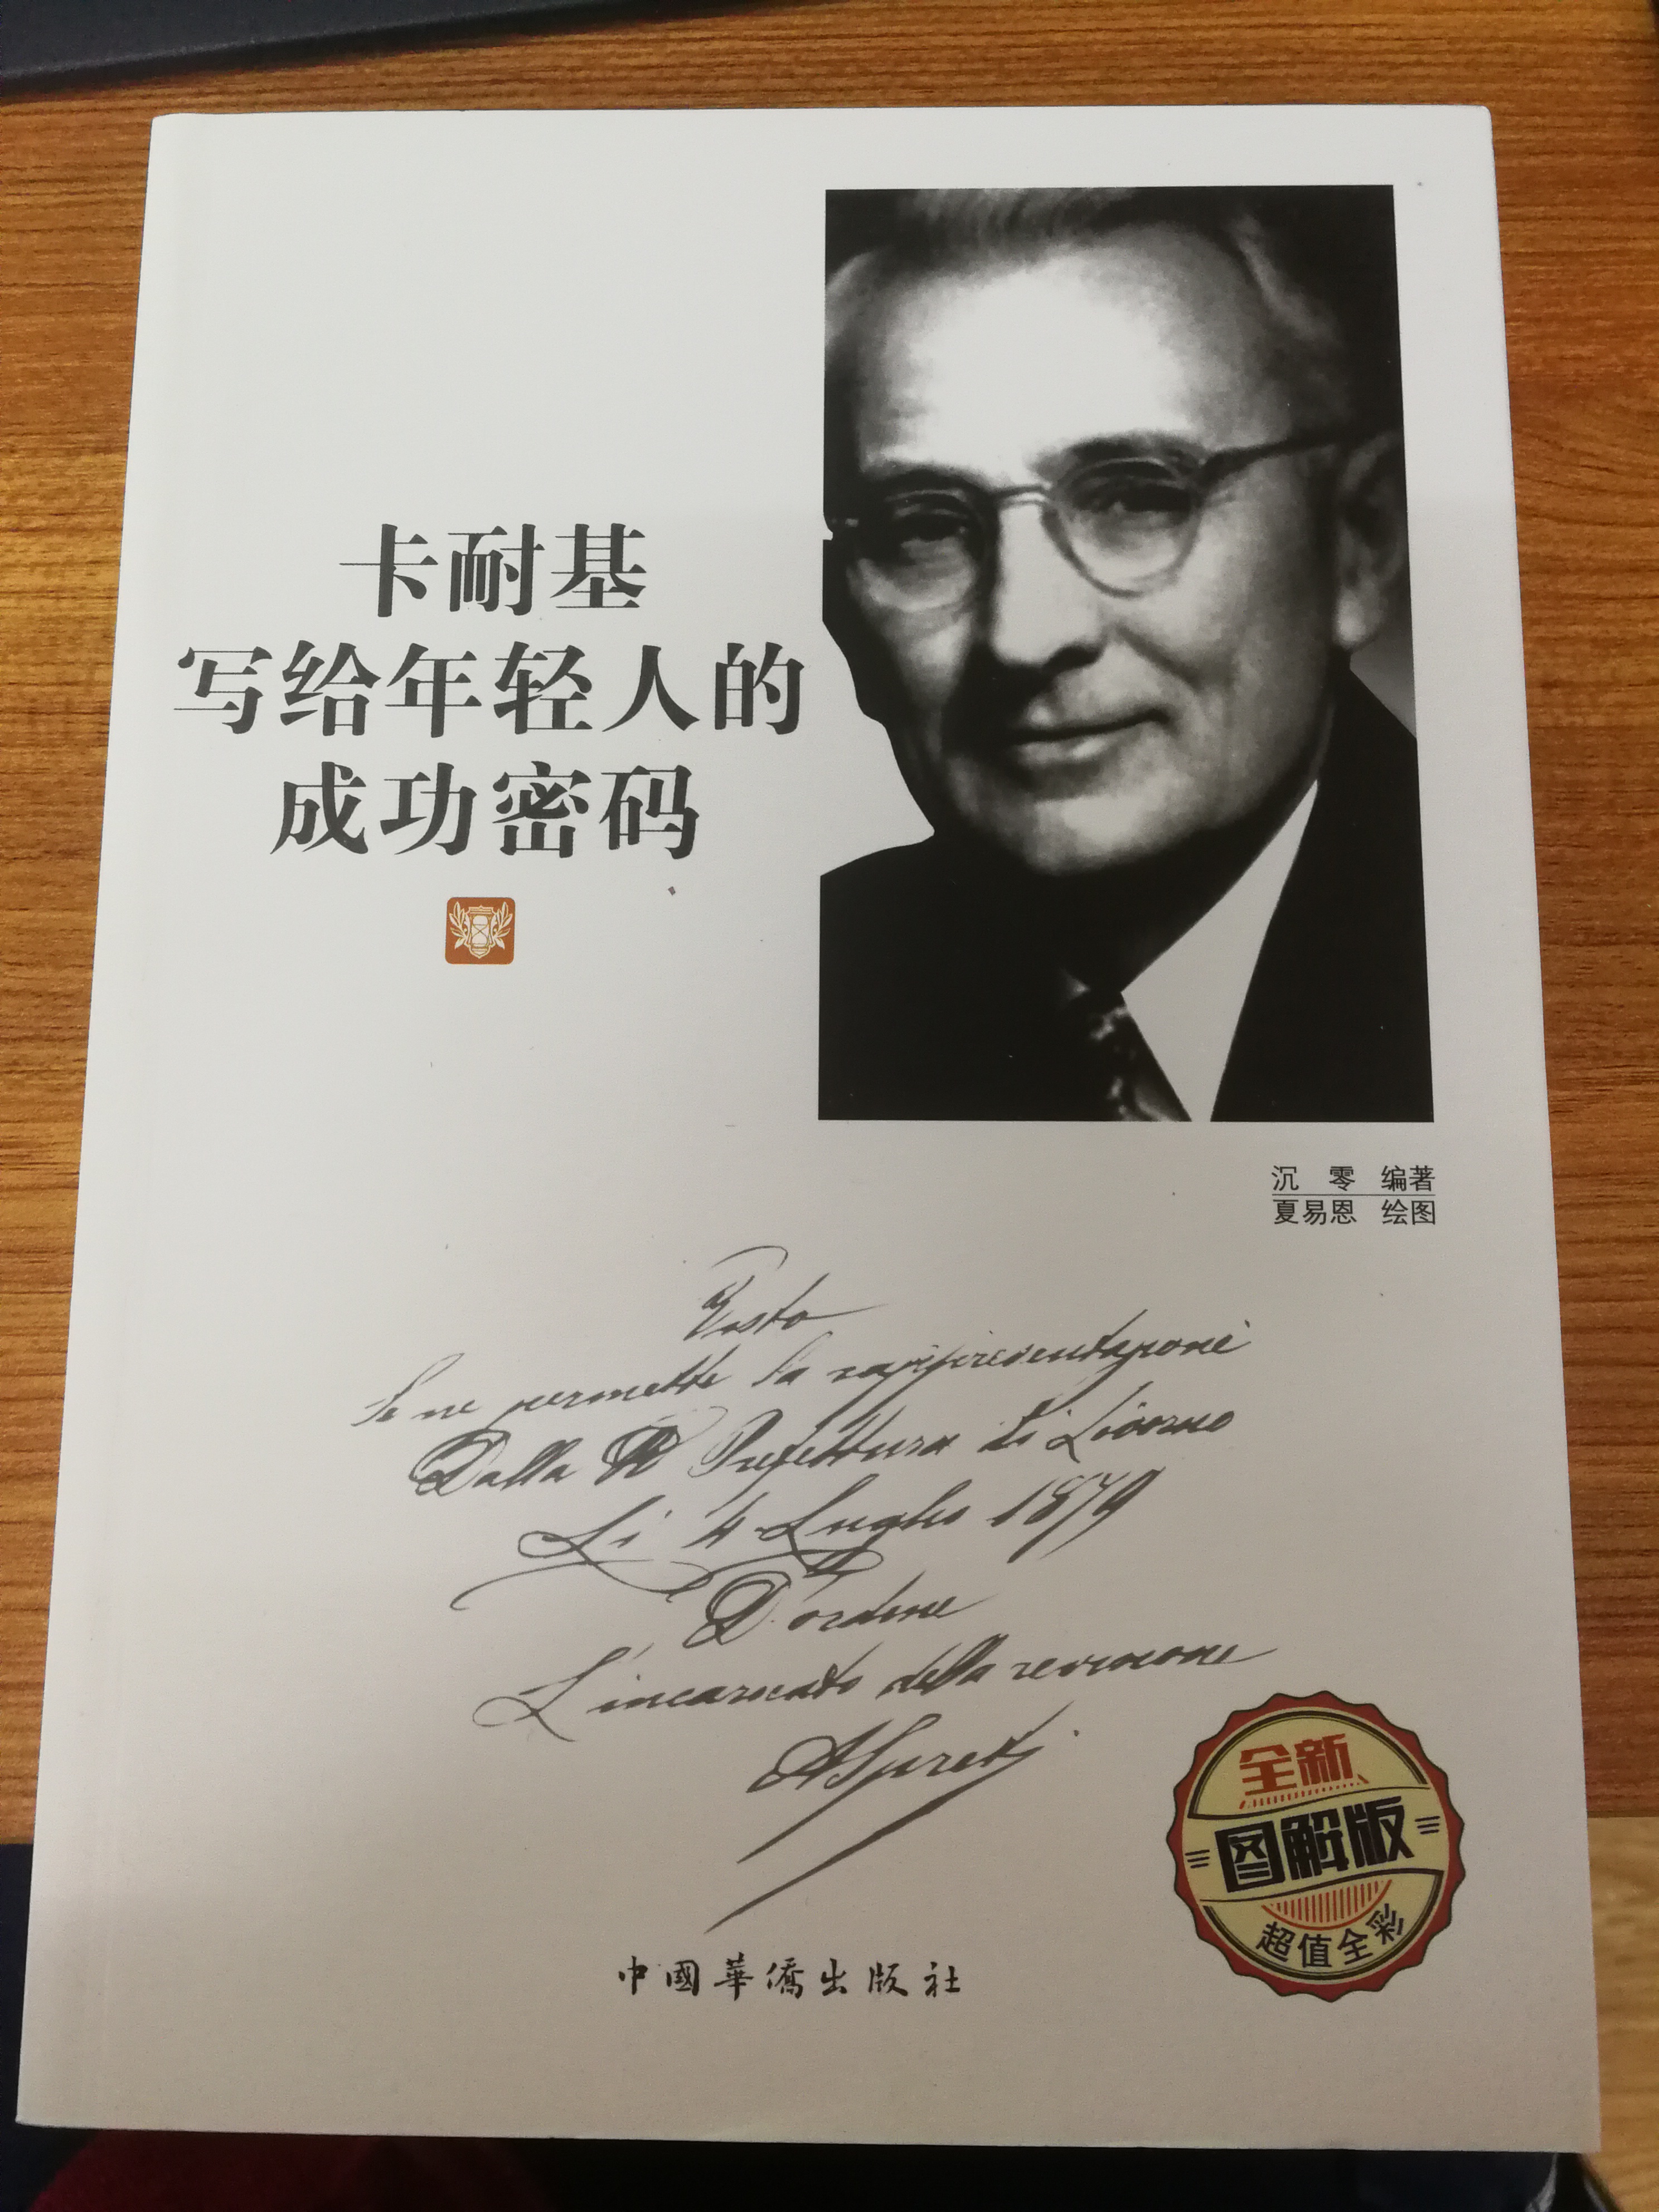 卡耐基
写给年轻人的
成功密码
沉 零 编著
夏易恩 绘图
Visto
Se ne permette la rappresentazione
Dalla R Prefettura di Livorno
Li 4 Luglio 1879
D'ordine
L'incaricato della revisione
全新
图解版
超值全彩
中國華僑出版社